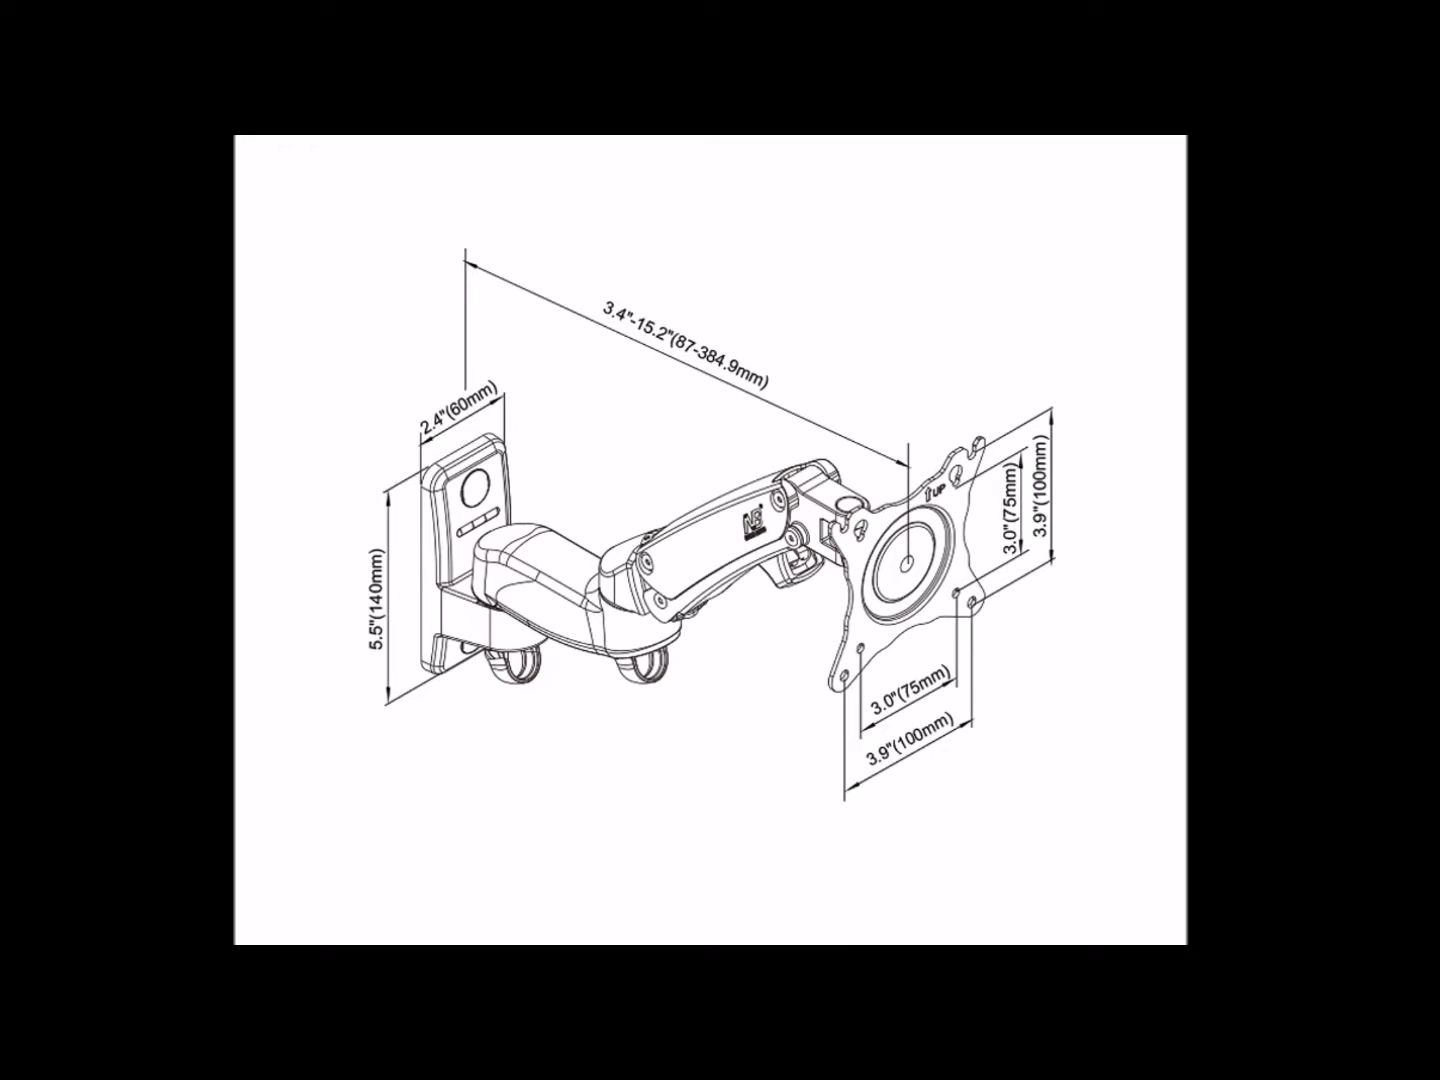 3.4"-15.2"(87-384.9mm)
2.4"(60mm)
5.5"(140mm)
NB
UP
3.0"(75mm)
3.9"(100mm)
3.0"(75mm)
3.9"(100mm)